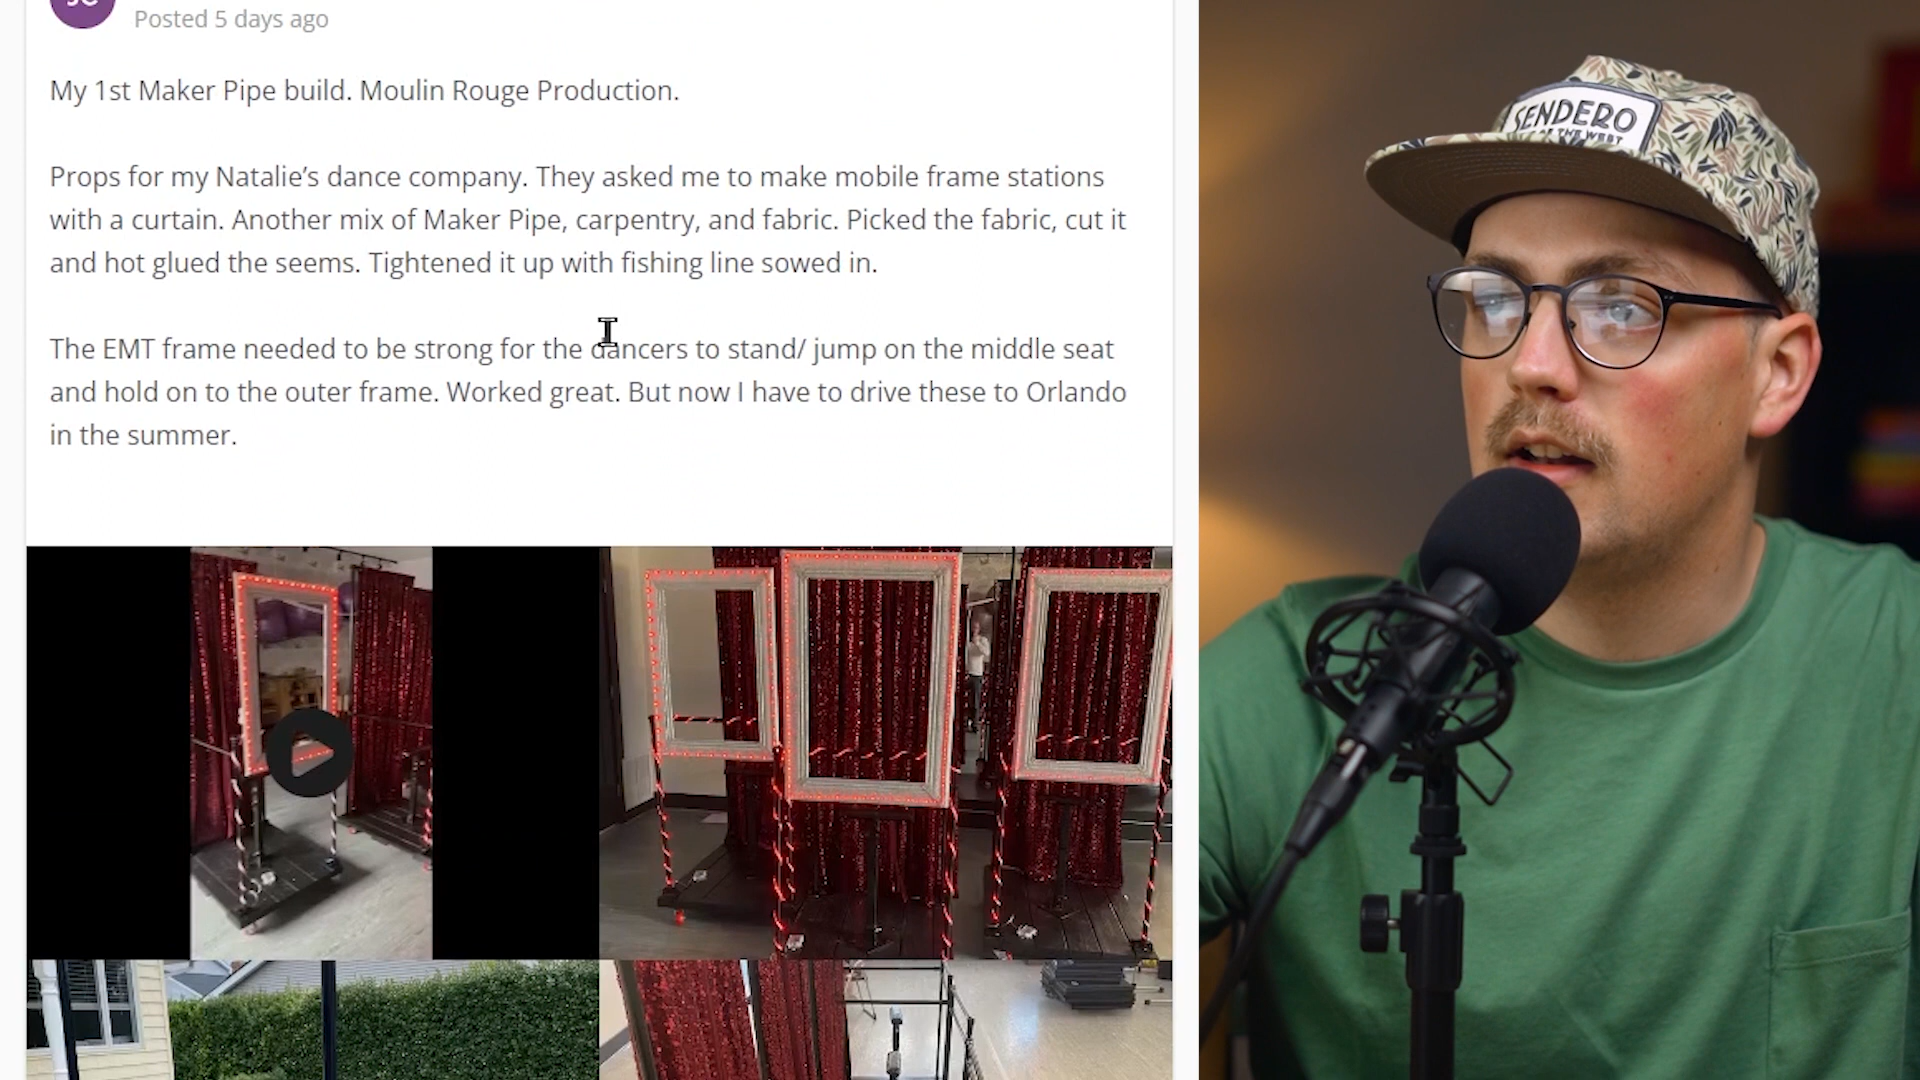 Posted 5 days ago
My 1st Maker Pipe build. Moulin Rouge Production.
Props for my Natalie’s dance company. They asked me to make mobile frame stations
with a curtain. Another mix of Maker Pipe, carpentry, and fabric. Picked the fabric, cut it
and hot glued the seems. Tightened it up with fishing line sowed in.
The EMT frame needed to be strong for the dancers to stand/ jump on the middle seat
and hold on to the outer frame. Worked great. But now I have to drive these to Orlando
in the summer.
SENDERO
OF THE WEST